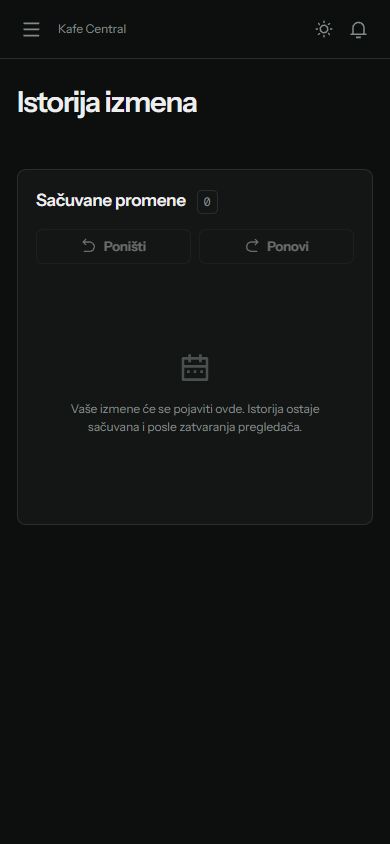 Kafe Central
Istorija izmena
Sačuvane promene 0
Poništi
Ponovi
Vaše izmene će se pojaviti ovde. Istorija ostaje
sačuvana i posle zatvaranja pregledača.